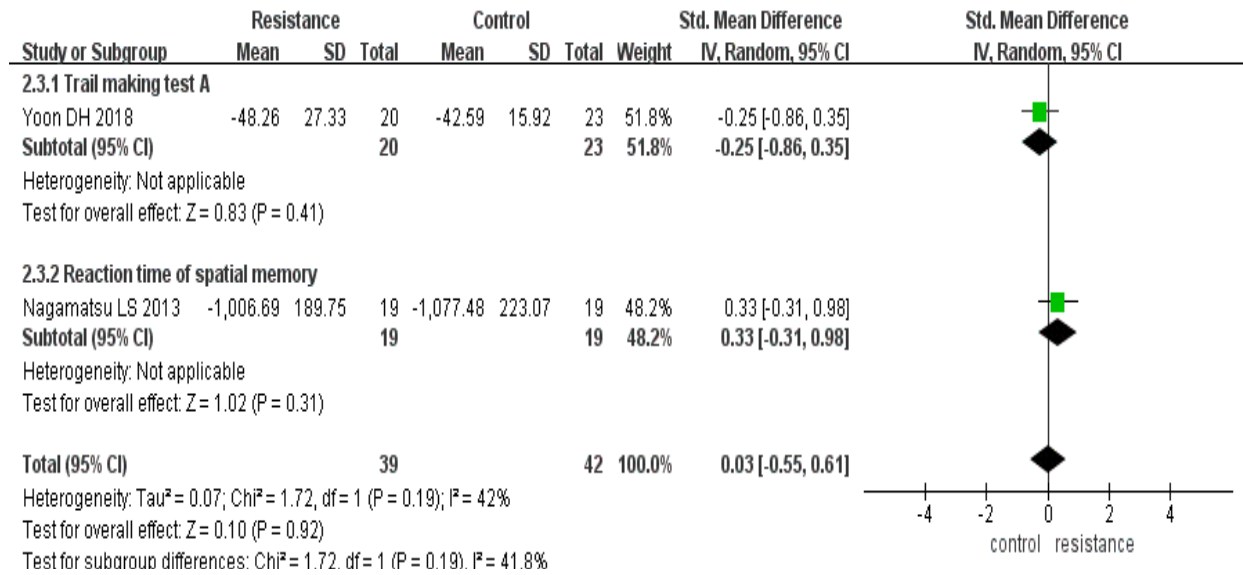 Resistance Control Std. Mean Difference Std. Mean Difference
Study or Subgroup Mean SD Total Mean SD Total Weight IV, Random, 95% CI IV, Random, 95% CI
2.3.1 Trail making test A
Yoon DH 2018 -48.26 27.33 20 -42.59 15.92 23 51.8% -0.25 [-0.86, 0.35]
Subtotal (95% CI) 20 23 51.8% -0.25 [-0.86, 0.35]
Heterogeneity: Not applicable
Test for overall effect: Z = 0.83 (P = 0.41)
2.3.2 Reaction time of spatial memory
Nagamatsu LS 2013 -1,006.69 189.75 19 -1,077.48 223.07 19 48.2% 0.33 [-0.31, 0.98]
Subtotal (95% CI) 19 19 48.2% 0.33 [-0.31, 0.98]
Heterogeneity: Not applicable
Test for overall effect: Z = 1.02 (P = 0.31)
Total (95% CI) 39 42 100.0% 0.03 [-0.55, 0.61]
Heterogeneity: Tau² = 0.07; Chi² = 1.72, df = 1 (P = 0.19); I² = 42%
Test for overall effect: Z = 0.10 (P = 0.92)
Test for subgroup differences: Chi² = 1.72, df = 1 (P = 0.19), I² = 41.8%
-4 -2 0 2 4
control resistance